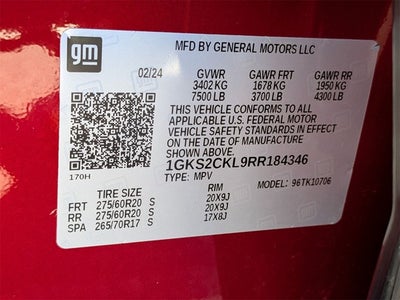 gm
MFD BY GENERAL MOTORS LLC
02/24 GVWR GAWR FRT GAWR RR
3402 KG 1678 KG 1950 KG
7500 LB 3700 LB 4300 LB
THIS VEHICLE CONFORMS TO ALL
APPLICABLE U.S. FEDERAL MOTOR
VEHICLE SAFETY STANDARDS IN EFFECT
ON THE DATE OF MANUFACTURE SHOWN
ABOVE.
1GKS2CKL9RR184346
170H TYPE: MPV MODEL: 96TK10706
TIRE SIZE RIM
FRT 275/60R20 S 20X9J
RR 275/60R20 S 20X9J
SPA 265/70R17 S 17X8J